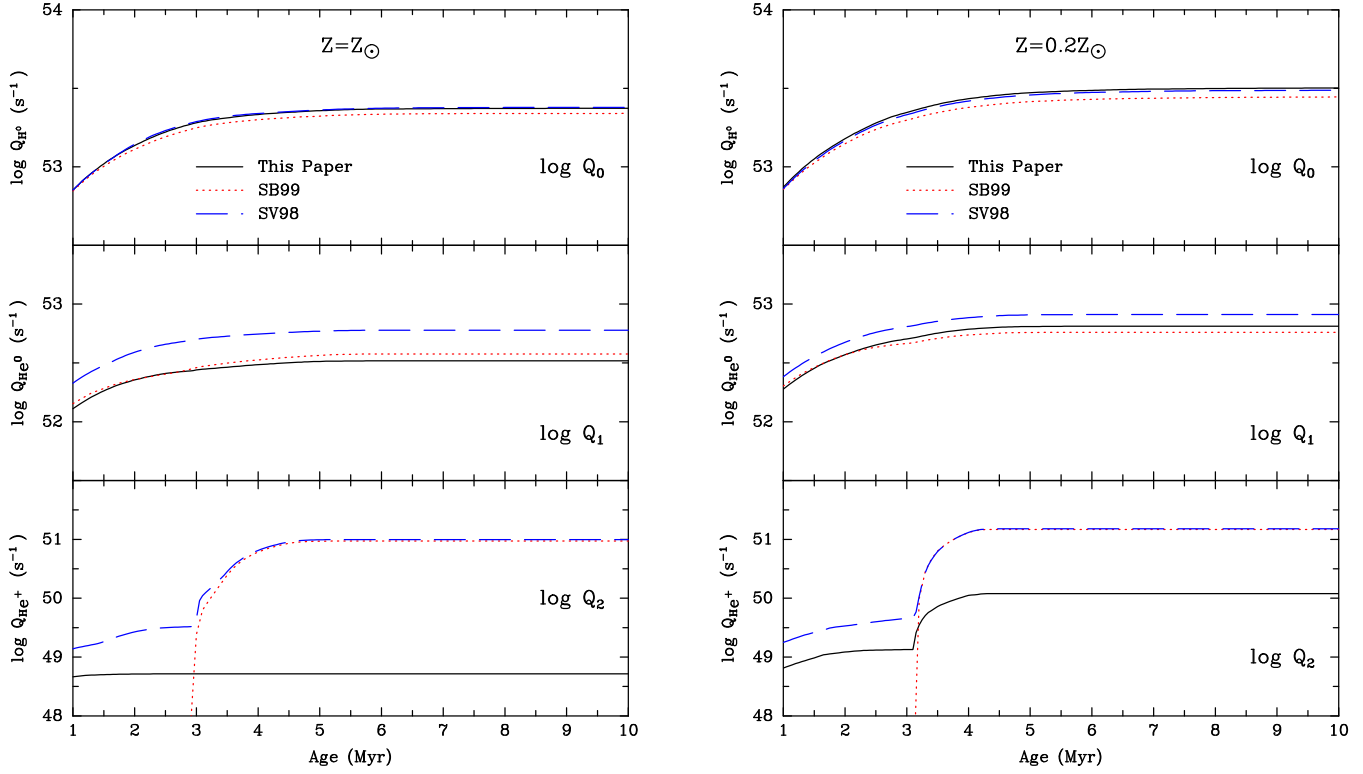 54
Z=Z☉
53
log Q_H⁰ (s⁻¹)
This Paper
SB99
SV98
log Q₀
53
52
log Q_He⁰ (s⁻¹)
log Q₁
51
50
49
48
log Q_He⁺ (s⁻¹)
log Q₂
1 2 3 4 5 6 7 8 9 10
Age (Myr)
54
Z=0.2Z☉
53
log Q_H⁰ (s⁻¹)
This Paper
SB99
SV98
log Q₀
53
52
log Q_He⁰ (s⁻¹)
log Q₁
51
50
49
48
log Q_He⁺ (s⁻¹)
log Q₂
1 2 3 4 5 6 7 8 9 10
Age (Myr)